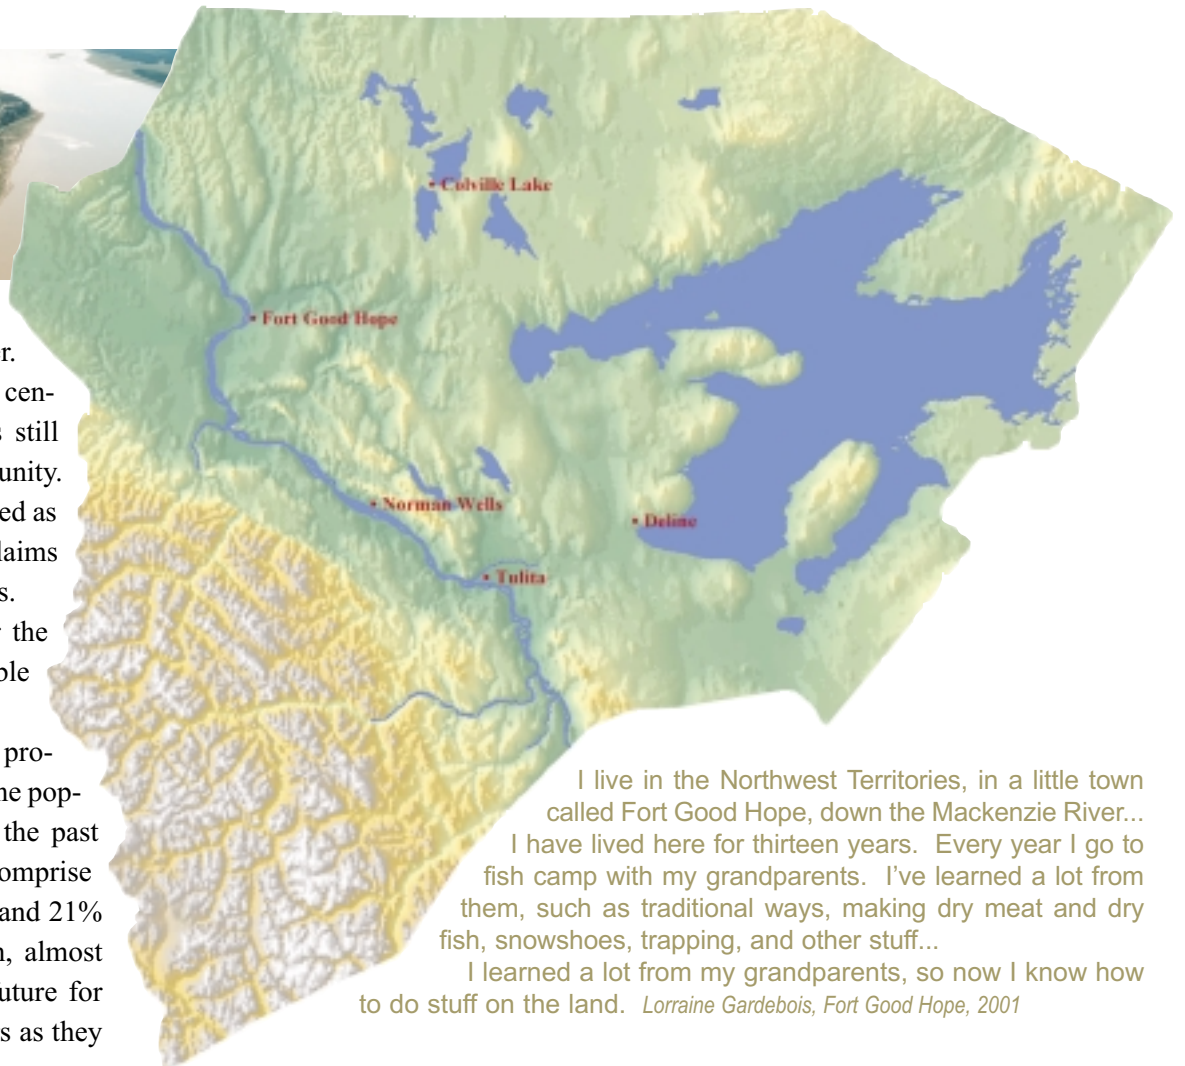 Colville Lake
Fort Good Hope
Norman Wells
Deline
Tulita
r.
cen-
still
unity.
ed as
laims
s.
the
ple
pro-
pop-
the past
omprise
and 21%
almost
uture for
s as they
I live in the Northwest Territories, in a little town
called Fort Good Hope, down the Mackenzie River...
I have lived here for thirteen years. Every year I go to
fish camp with my grandparents. I've learned a lot from
them, such as traditional ways, making dry meat and dry
fish, snowshoes, trapping, and other stuff...
I learned a lot from my grandparents, so now I know how
to do stuff on the land. Lorraine Gardebois, Fort Good Hope, 2001